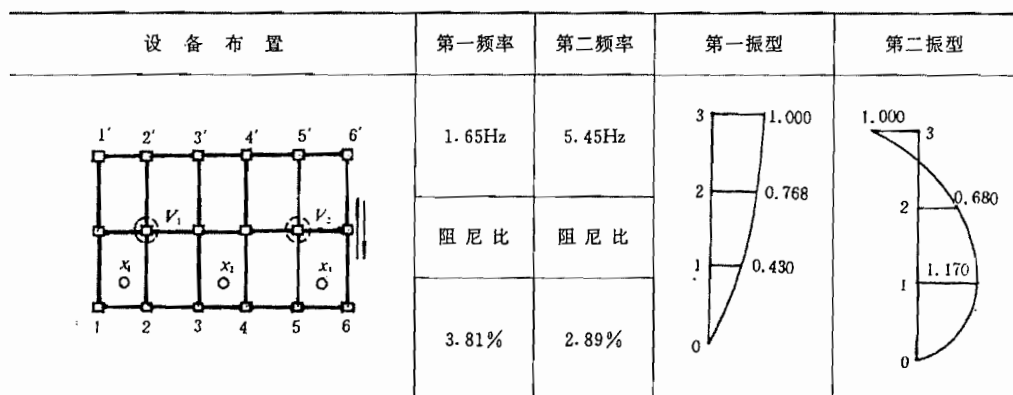 设备布置
第一频率
第二频率
第一振型
第二振型
1' 2' 3' 4' 5' 6'
V₁ V₂
x₁ x₂
1 2 3 4 5 6
1.65Hz
5.45Hz
阻尼比
阻尼比
3.81%
2.89%
3 1.000
2 0.768
1 0.430
0
1.000 3
2 0.680
1 1.170
0